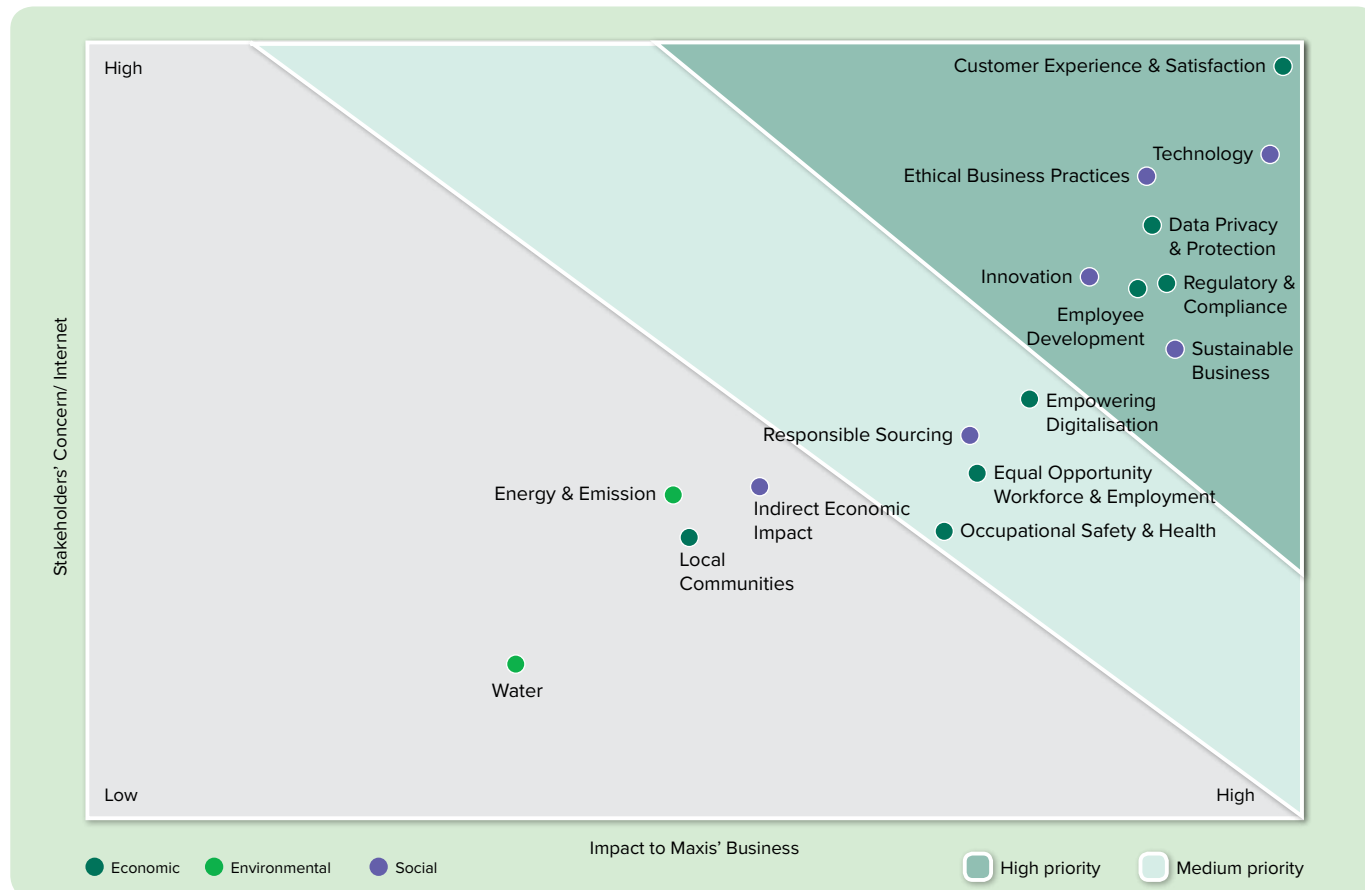 High
Customer Experience & Satisfaction
Technology
Ethical Business Practices
Data Privacy
& Protection
Innovation
Regulatory &
Compliance
Employee
Development
Sustainable
Business
Empowering
Digitalisation
Responsible Sourcing
Equal Opportunity
Workforce & Employment
Energy & Emission
Indirect Economic
Impact
Occupational Safety & Health
Local
Communities
Water
Stakeholders’ Concern/ Internet
Low
High
Impact to Maxis’ Business
Economic
Environmental
Social
High priority
Medium priority